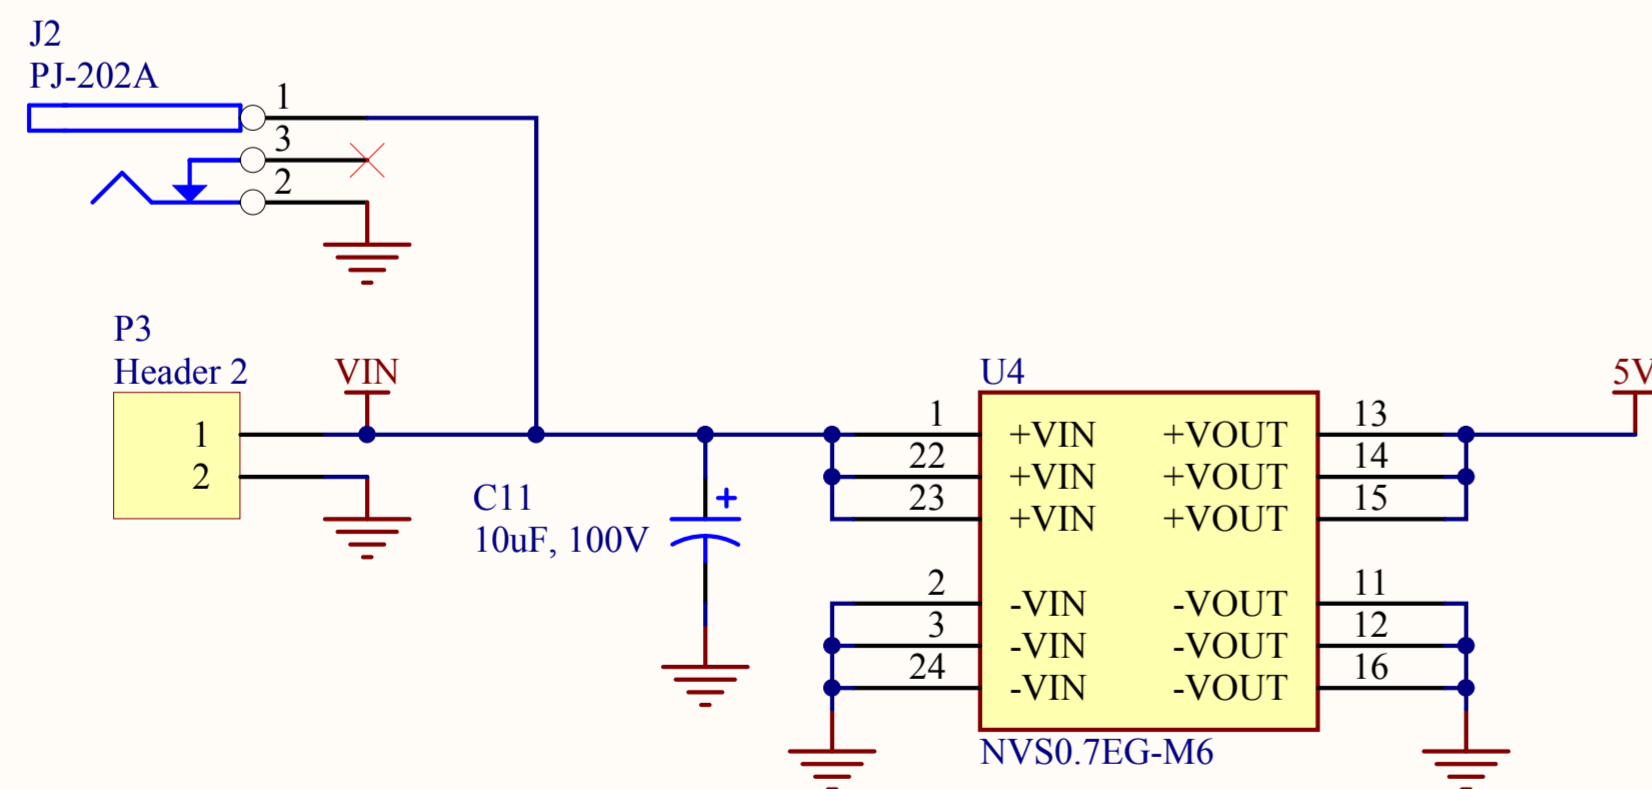 J2
PJ-202A
1
3
2
P3
Header 2
VIN
1
2
C11
+
10uF, 100V
U4
5V
1 +VIN +VOUT 13
22 +VIN +VOUT 14
23 +VIN +VOUT 15
2 -VIN -VOUT 11
3 -VIN -VOUT 12
24 -VIN -VOUT 16
NVS0.7EG-M6